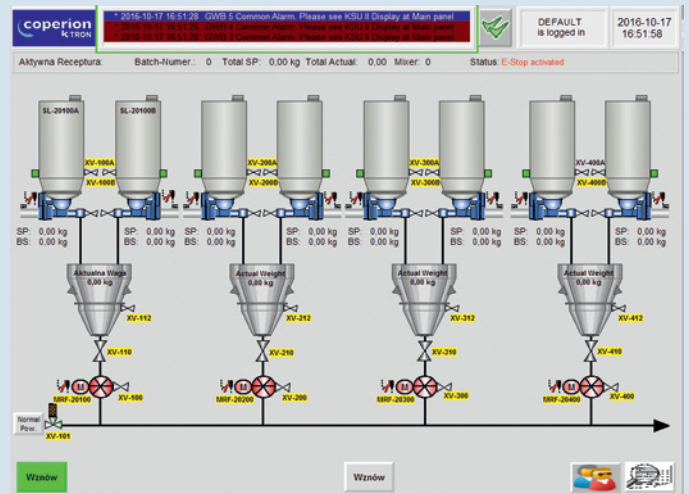 coperion
K-TRON
* 2016-10-17 16:51:28 GWB 5 Common Alarm. Please see KSU II Display at Main panel
* 2016-10-17 16:51:28 GWB 4 Common Alarm. Please see KSU II Display at Main panel
* 2016-10-17 16:51:28 GWB 3 Common Alarm. Please see KSU II Display at Main panel
DEFAULT
is logged in
2016-10-17
16:51:58
Aktywna Receptura: Batch-Numer.: 0 Total SP: 0,00 kg Total Actual: 0,00 Mixer: 0 Status: E-Stop activated
SL-20100A SL-20100B
XV-100A XV-200A XV-300A XV-400A
XV-100B XV-200B XV-300B XV-400B
SP: 0,00 kg SP: 0,00 kg SP: 0,00 kg SP: 0,00 kg SP: 0,00 kg SP: 0,00 kg SP: 0,00 kg SP: 0,00 kg
BS: 0,00 kg BS: 0,00 kg BS: 0,00 kg BS: 0,00 kg BS: 0,00 kg BS: 0,00 kg BS: 0,00 kg BS: 0,00 kg
Aktualna Waga Actual Weight Actual Weight Actual Weight
0,00 kg 0,00 kg 0,00 kg 0,00 kg
XV-112 XV-212 XV-312 XV-412
XV-110 XV-210 XV-310 XV-410
M M M M
MRF-20100 XV-100 MRF-20200 XV-200 MRF-20300 XV-300 MRF-20400 XV-400
Normal
Pow.
XV-101
Wznów Wznów